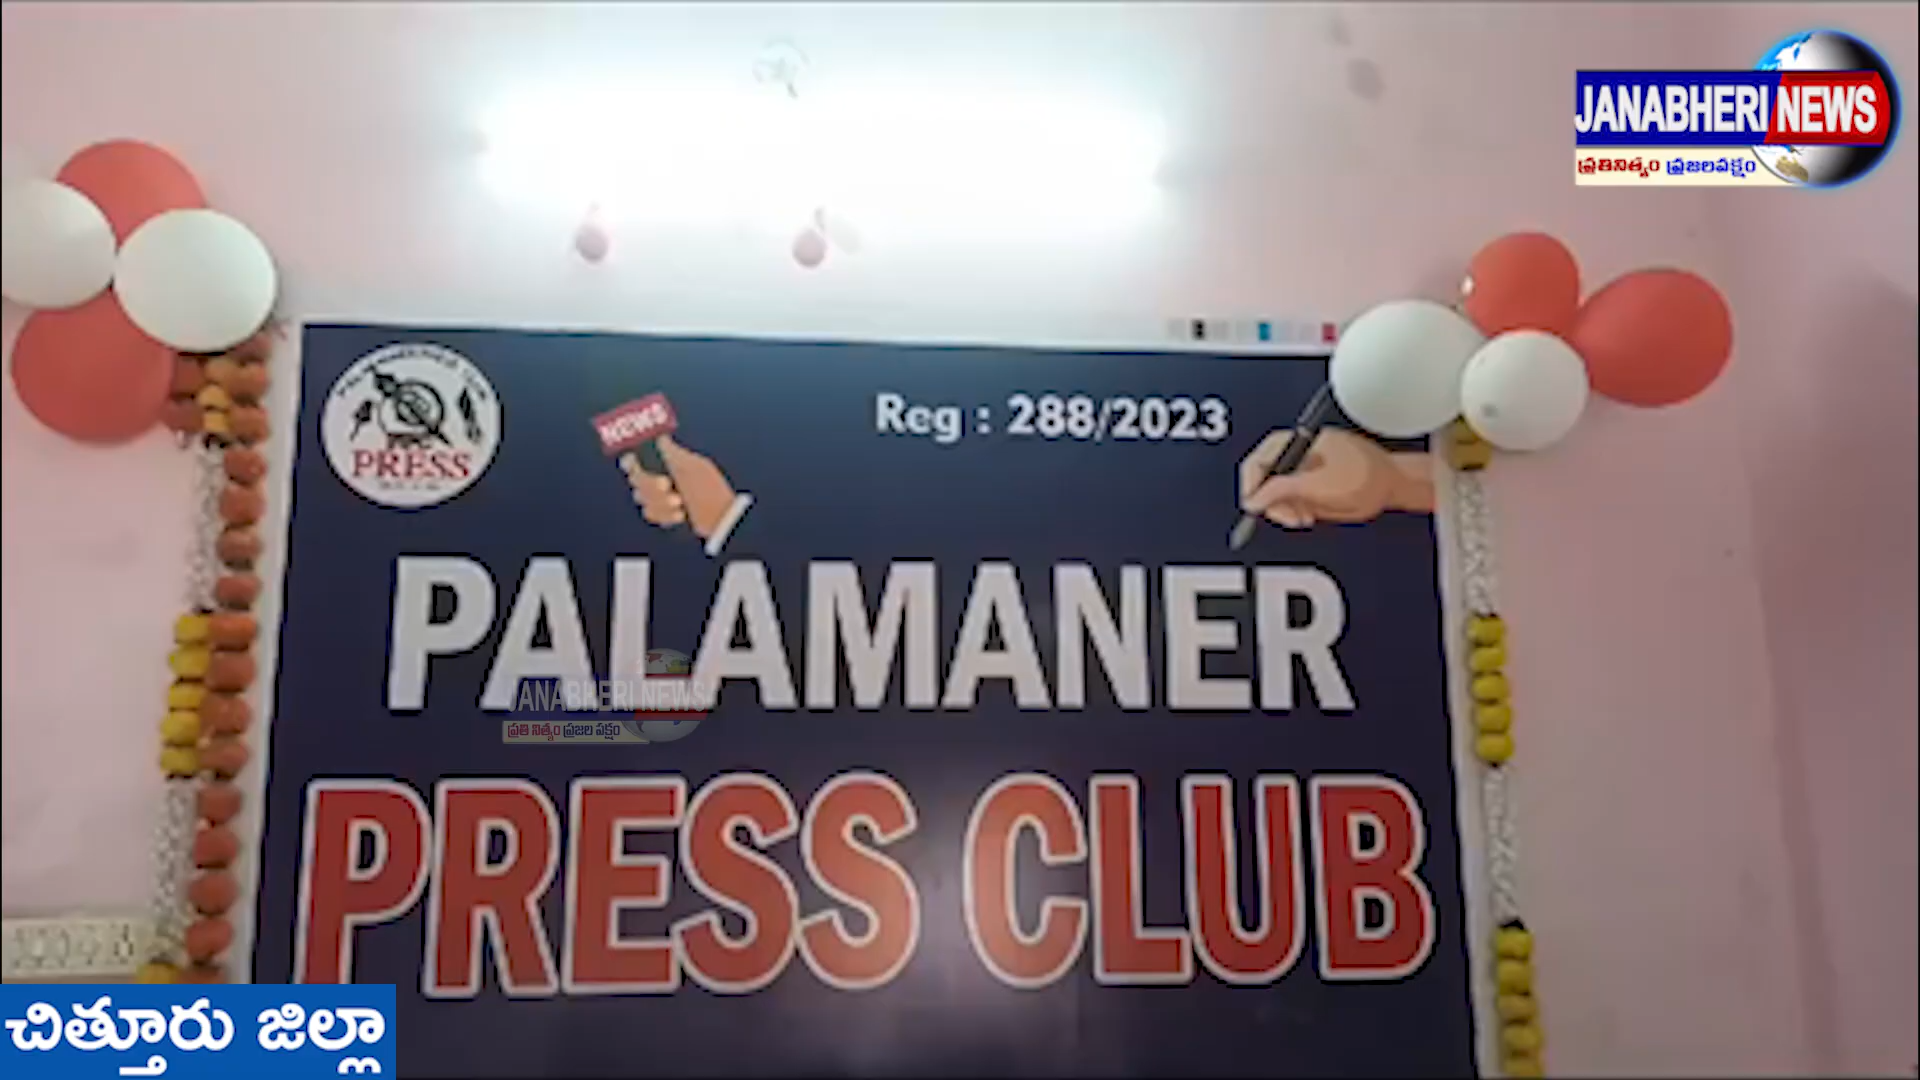 JANABHERI NEWS
ప్రతినిత్యం ప్రజలపక్షం
Reg : 288/2023
NEWS
PRESS
PALAMANER
JANABHERI NEWS
ప్రతి నిత్యం ప్రజల పక్షం
PRESS CLUB
చిత్తూరు జిల్లా